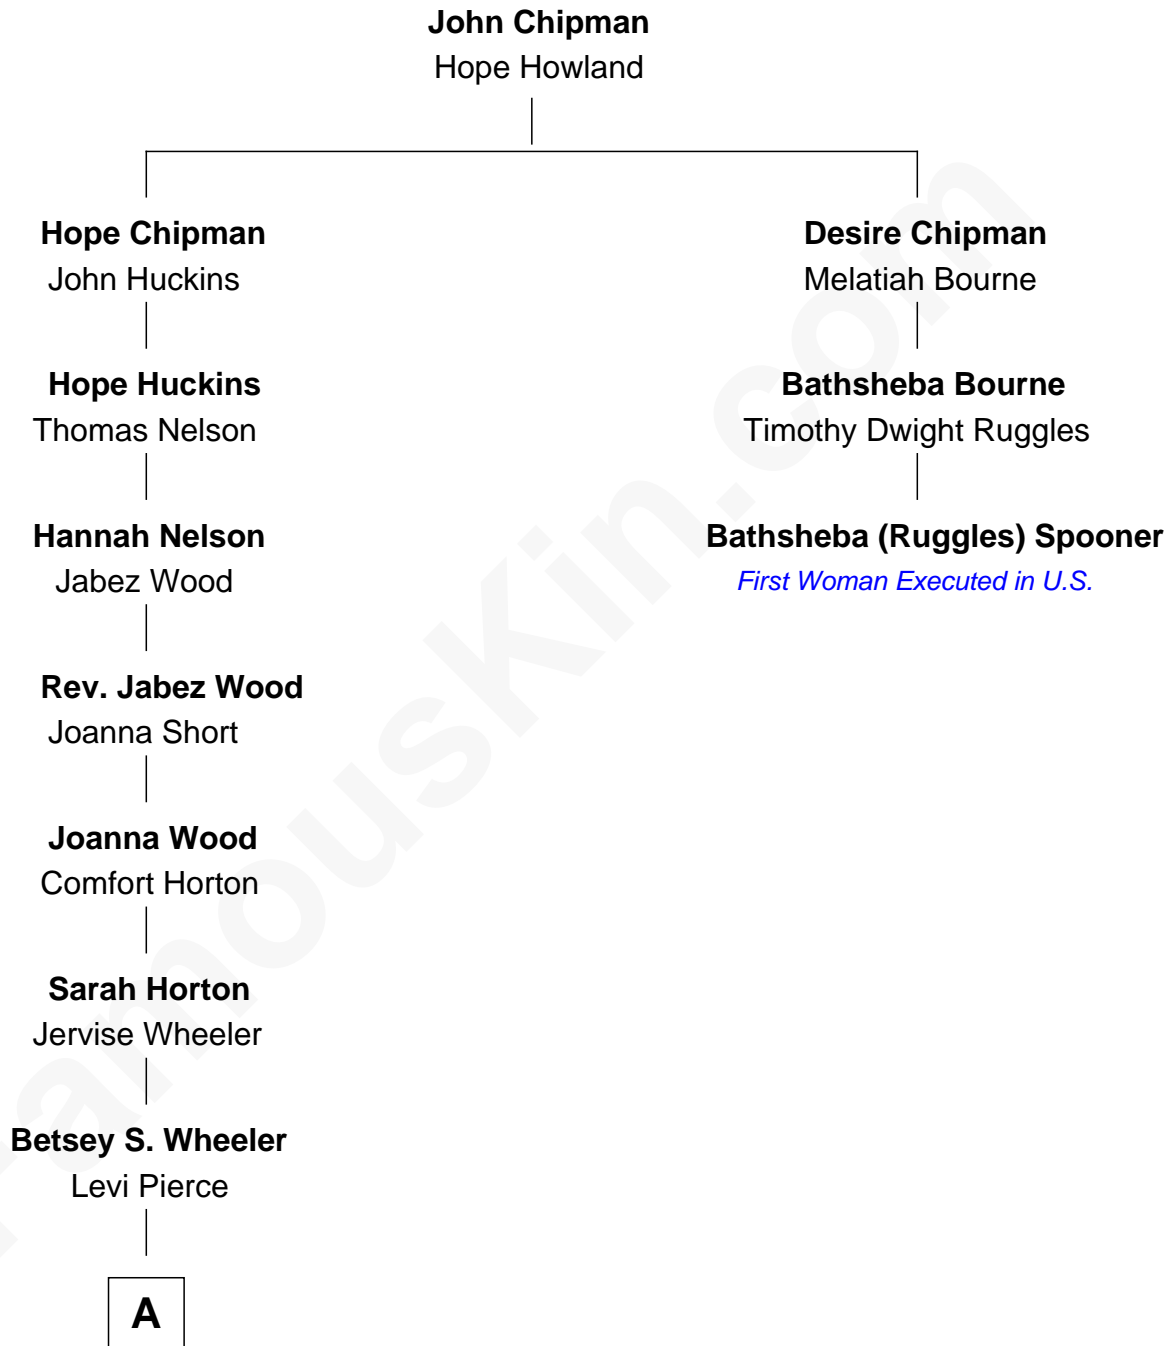 John Chipman
Hope Howland
Hope Chipman
John Huckins
Desire Chipman
Melatiah Bourne
Hope Huckins
Thomas Nelson
Bathsheba Bourne
Timothy Dwight Ruggles
Hannah Nelson
Jabez Wood
Bathsheba (Ruggles) Spooner
First Woman Executed in U.S.
Rev. Jabez Wood
Joanna Short
Joanna Wood
Comfort Horton
Sarah Horton
Jervise Wheeler
Betsey S. Wheeler
Levi Pierce
A
FamousKin.com